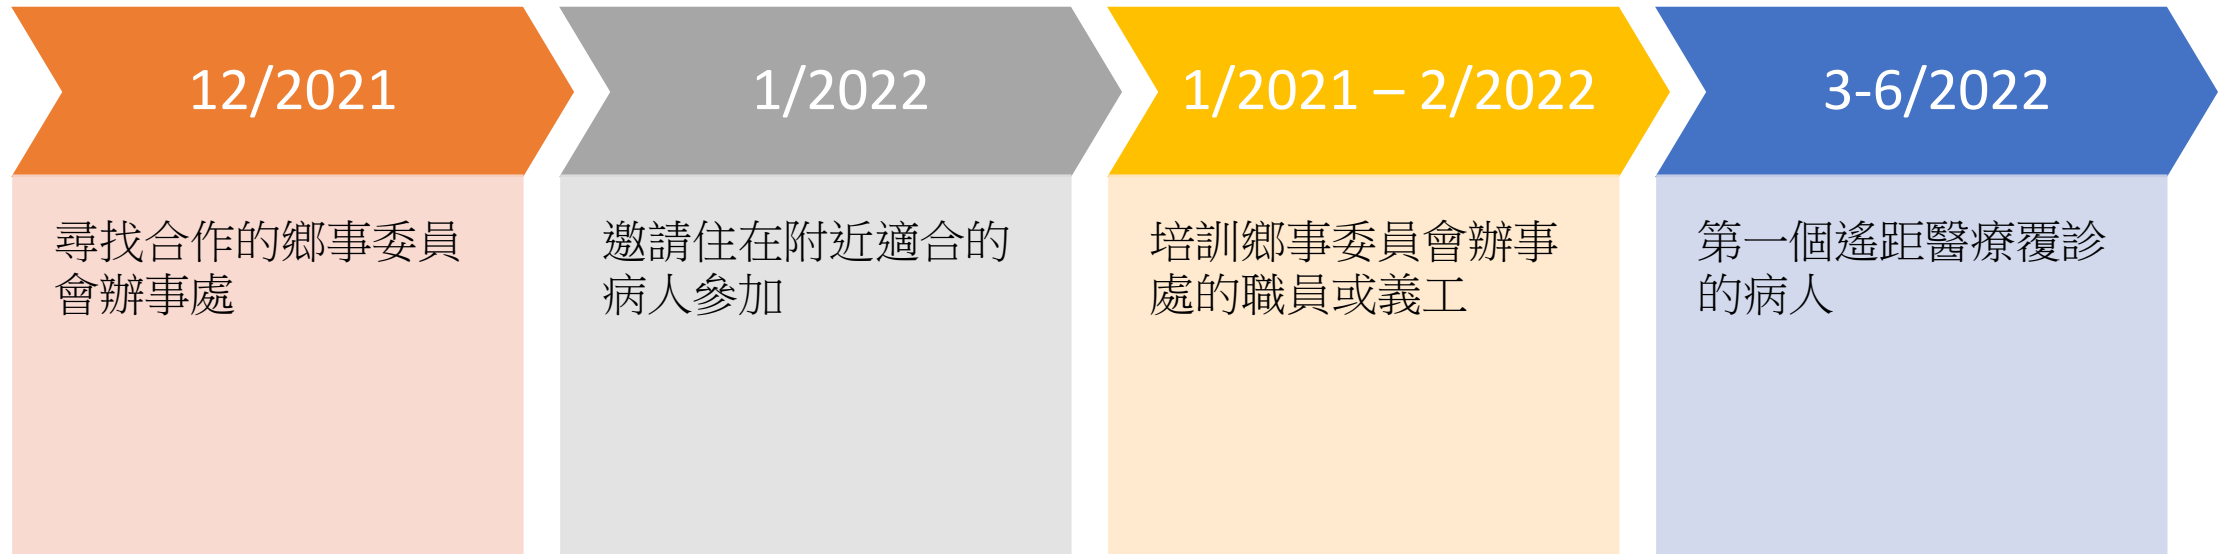 12/2021
尋找合作的鄉事委員
會辦事處
1/2022
邀請住在附近適合的
病人參加
1/2021 – 2/2022
培訓鄉事委員會辦事
處的職員或義工
3-6/2022
第一個遙距醫療覆診
的病人